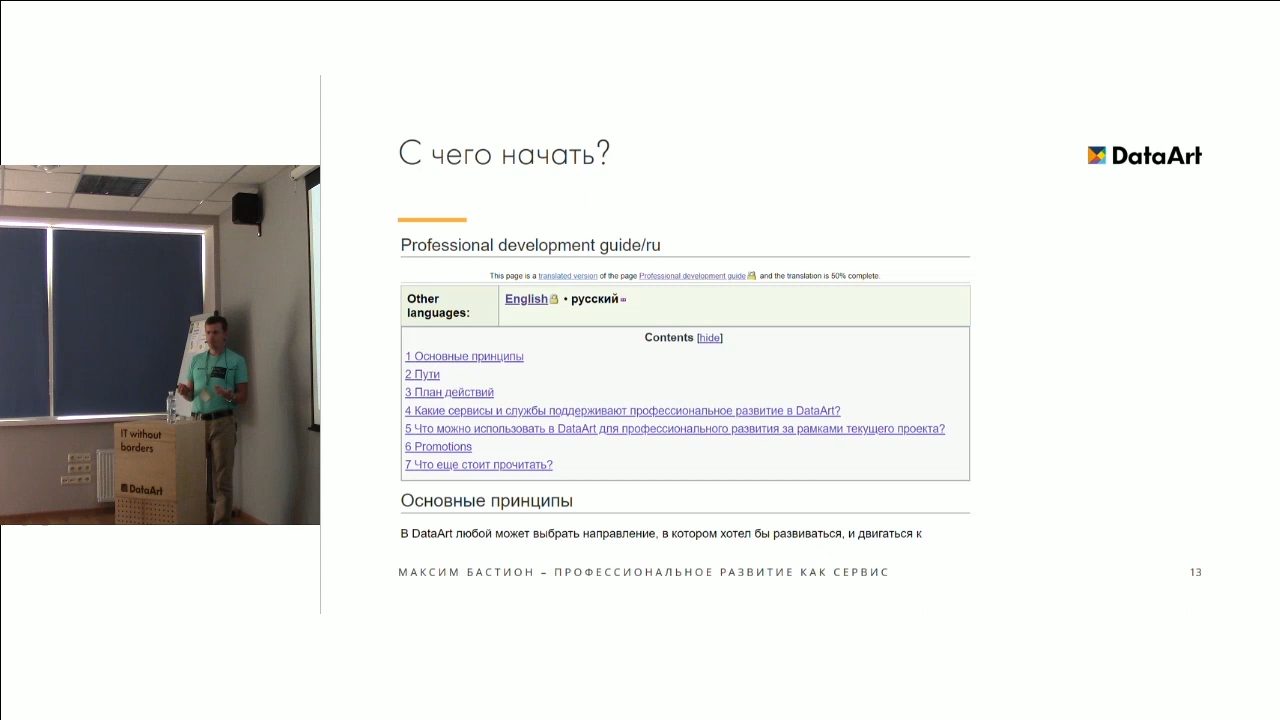 С чего начать?
DataArt
Professional development guide/ru
This page is a translated version of the page Professional development guide and the translation is 50% complete.
Other languages:
English • русский
Contents [hide]
1 Основные принципы
2 Пути
3 План действий
4 Какие сервисы и службы поддерживают профессиональное развитие в DataArt?
5 Что можно использовать в DataArt для профессионального развития за рамками текущего проекта?
6 Promotions
7 Что еще стоит прочитать?
Основные принципы
В DataArt любой может выбрать направление, в котором хотел бы развиваться, и двигаться к
МАКСИМ БАСТИОН – ПРОФЕССИОНАЛЬНОЕ РАЗВИТИЕ КАК СЕРВИС
13
IT without
borders
DataArt